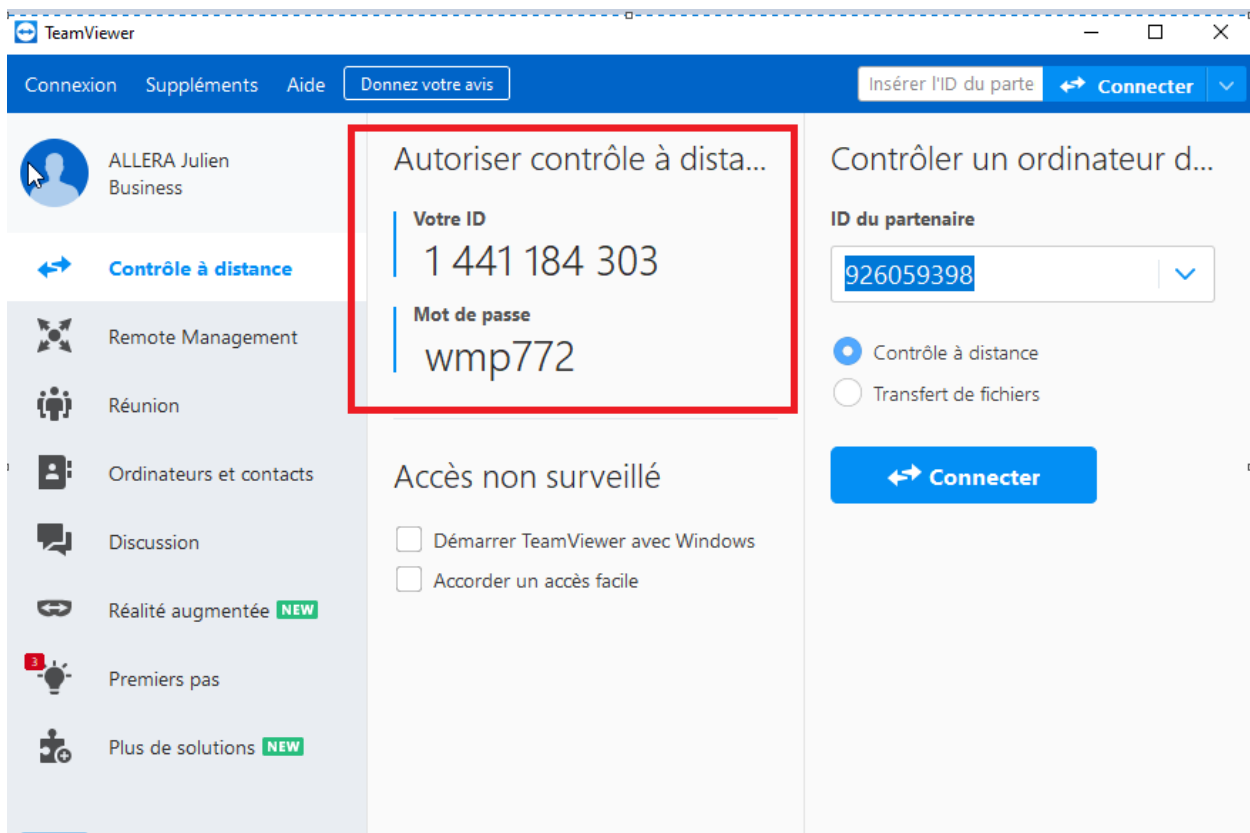 TeamViewer
Connexion Suppléments Aide Donnez votre avis Insérer l'ID du parte Connecter
ALLERA Julien
Business
Contrôle à distance
Remote Management
Réunion
Ordinateurs et contacts
Discussion
Réalité augmentée NEW
3
Premiers pas
Plus de solutions NEW
Autoriser contrôle à dista...
Votre ID
1 441 184 303
Mot de passe
wmp772
Accès non surveillé
Démarrer TeamViewer avec Windows
Accorder un accès facile
Contrôler un ordinateur d...
ID du partenaire
926059398
Contrôle à distance
Transfert de fichiers
Connecter